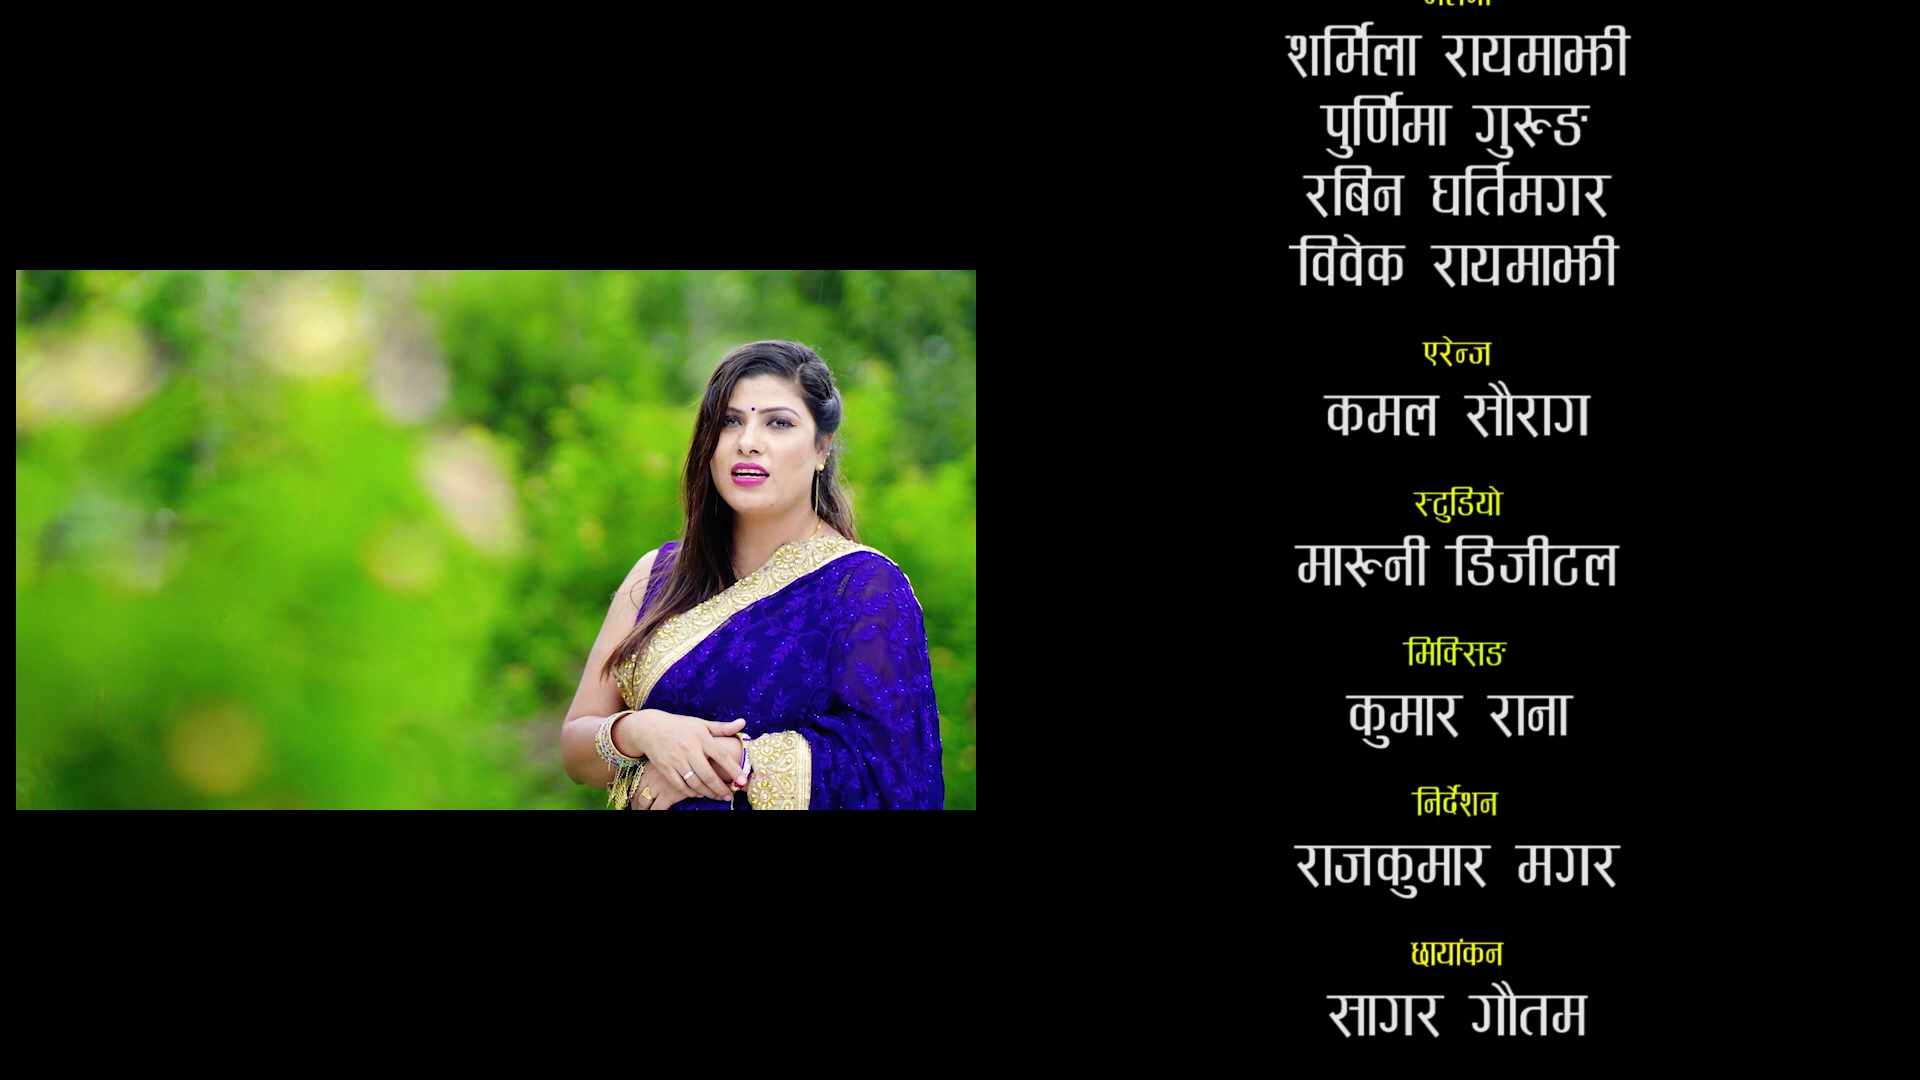 शर्मिला रायमाझी
पुर्णिमा गुरूङ
रबिन घर्तिमगर
विवेक रायमाझी
एरेन्ज
कमल सौराग
स्टुडियो
मारूनी डिजीटल
मिक्सिङ
कुमार राना
निर्देशन
राजकुमार मगर
छायांकन
सागर गौतम